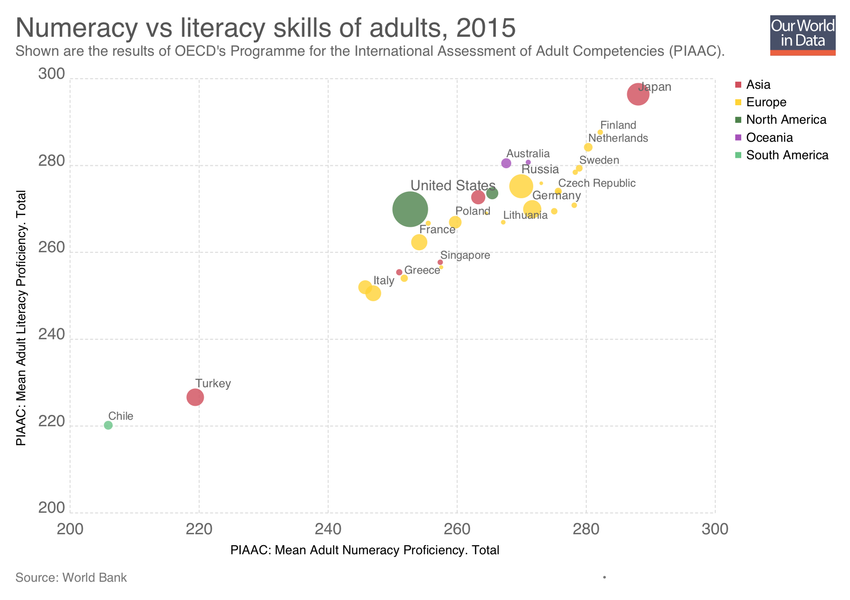 Numeracy vs literacy skills of adults, 2015
Shown are the results of OECD's Programme for the International Assessment of Adult Competencies (PIAAC).
Our World
in Data
300
280
260
240
220
200
200
220
240
260
280
300
PIAAC: Mean Adult Literacy Proficiency. Total
PIAAC: Mean Adult Numeracy Proficiency. Total
Japan
Finland
Netherlands
Australia
Sweden
Russia
Czech Republic
United States
Germany
Poland
Lithuania
France
Singapore
Greece
Italy
Turkey
Chile
Asia
Europe
North America
Oceania
South America
Source: World Bank